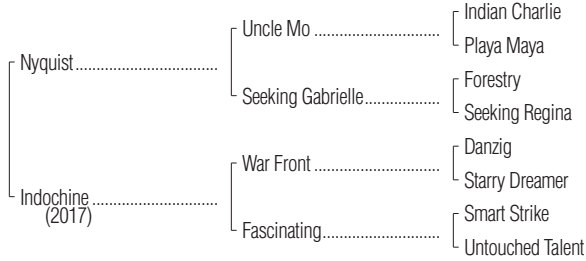 Indian Charlie
Uncle Mo ................................
Playa Maya
Nyquist....................................
Forestry
Seeking Gabrielle...................
Seeking Regina
Danzig
War Front ................................
Starry Dreamer
Indochine ................................
(2017)
Smart Strike
Fascinating..............................
Untouched Talent